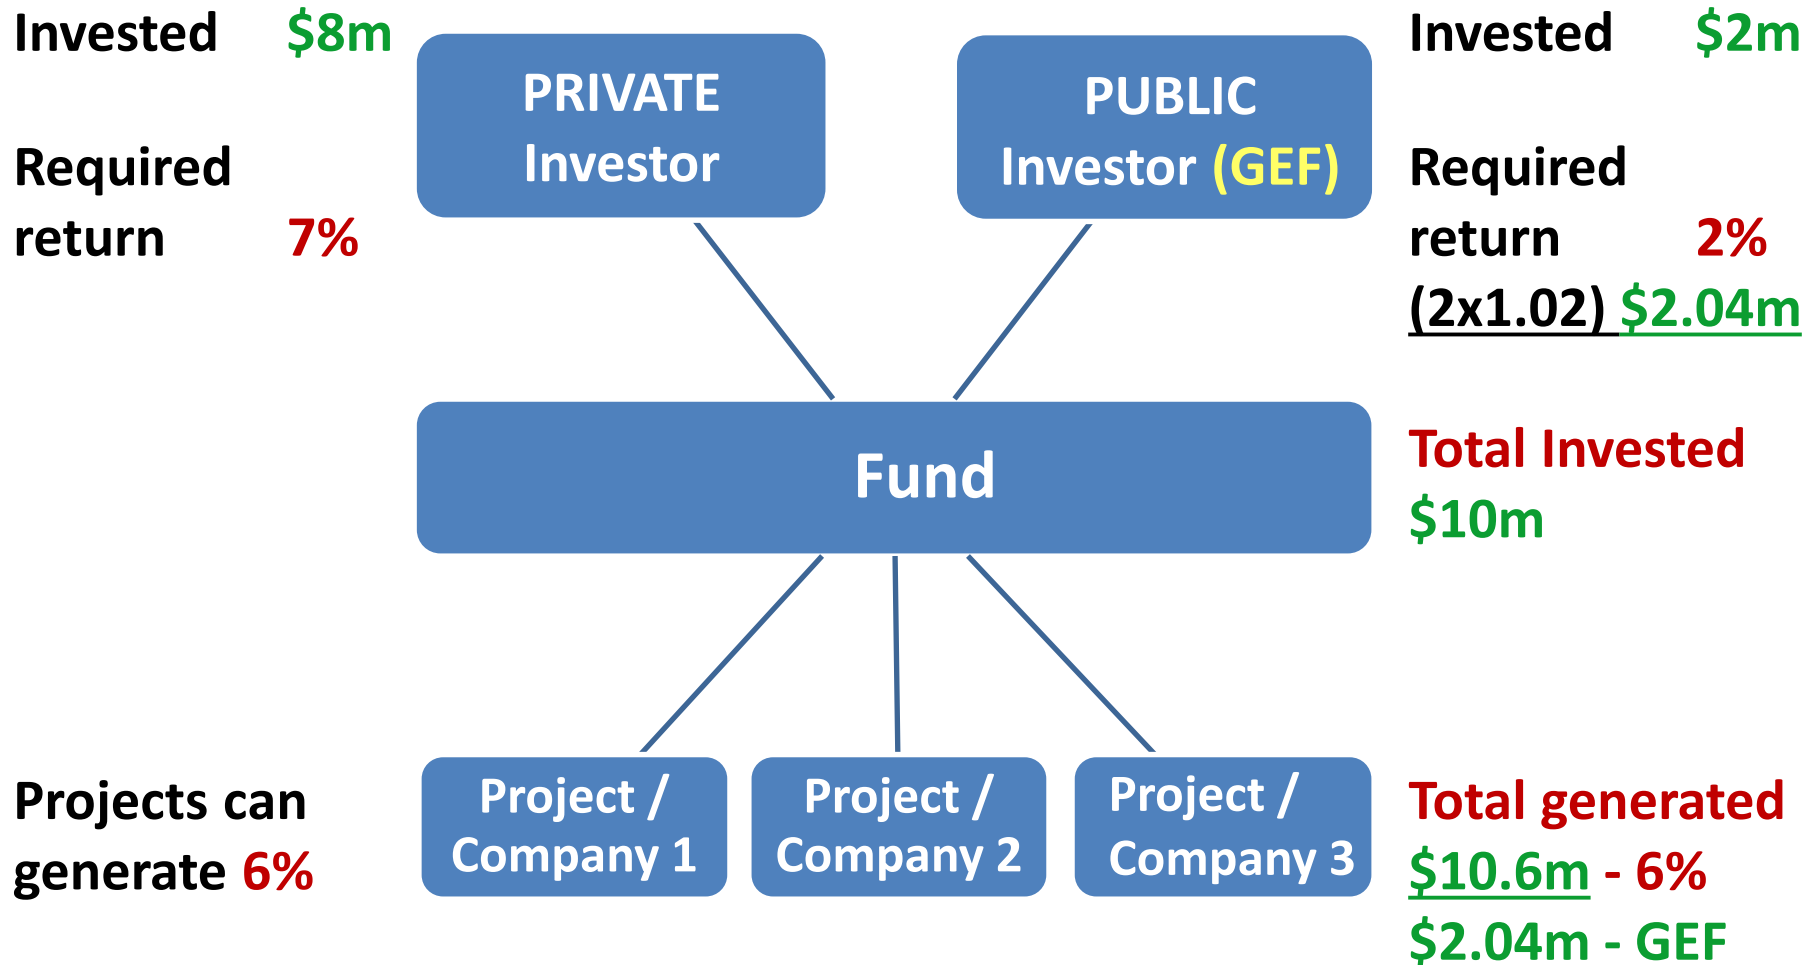 Invested $8m
Required
return 7%
PRIVATE
Investor
PUBLIC
Investor (GEF)
Invested $2m
Required
return 2%
(2x1.02) $2.04m
Fund
Total Invested
$10m
Projects can
generate 6%
Project /
Company 1
Project /
Company 2
Project /
Company 3
Total generated
$10.6m - 6%
$2.04m - GEF